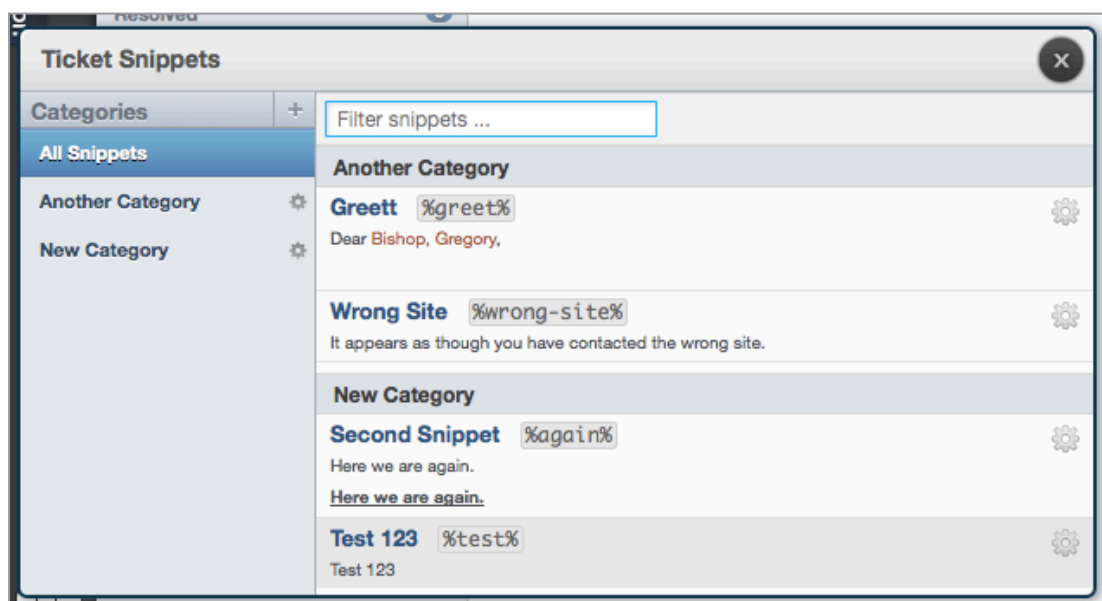 Resolved
Ticket Snippets
Categories
All Snippets
Another Category
New Category
Filter snippets ...
Another Category
Greett %greet%
Dear Bishop, Gregory,
Wrong Site %wrong-site%
It appears as though you have contacted the wrong site.
New Category
Second Snippet %again%
Here we are again.
Here we are again.
Test 123 %test%
Test 123